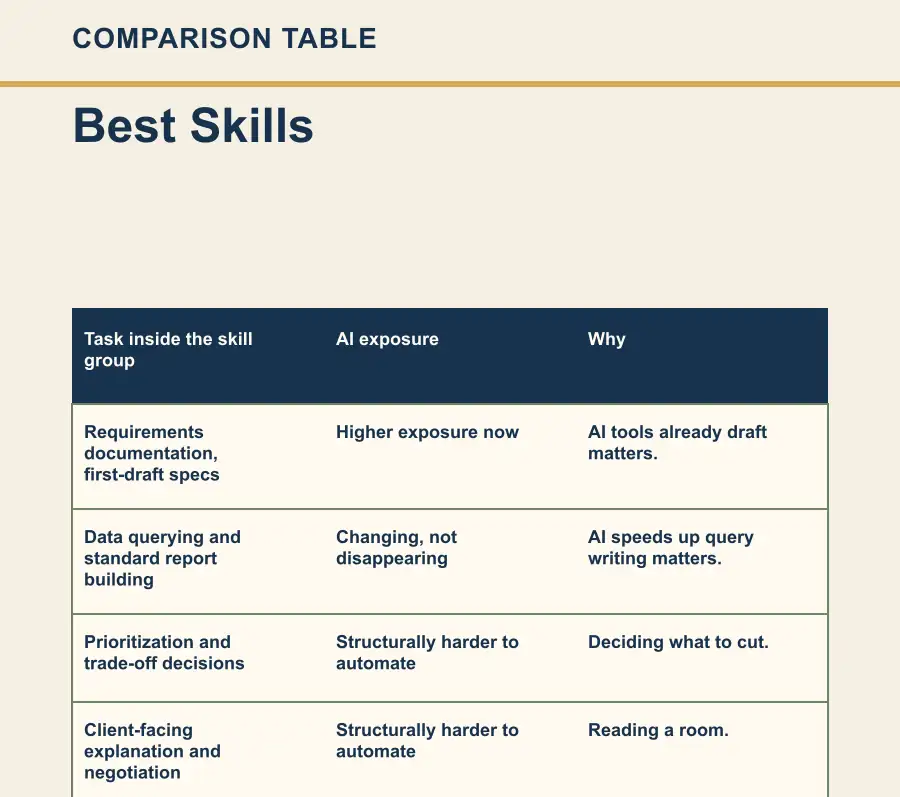 COMPARISON TABLE
Best Skills
Task inside the skill
group
AI exposure
Why
Requirements
documentation,
first-draft specs
Higher exposure now
AI tools already draft
matters.
Data querying and
standard report
building
Changing, not
disappearing
AI speeds up query
writing matters.
Prioritization and
trade-off decisions
Structurally harder to
automate
Deciding what to cut.
Client-facing
explanation and
negotiation
Structurally harder to
automate
Reading a room.